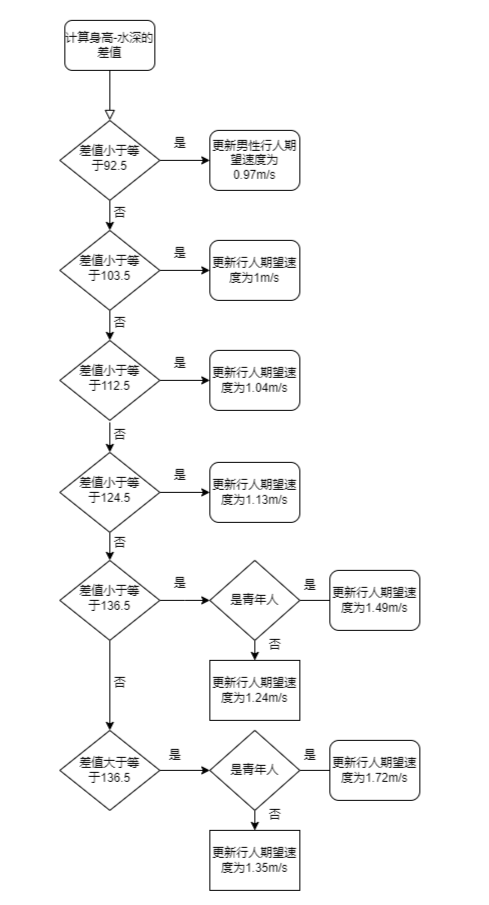 计算身高-水深的
差值
差值小于等
于92.5
是
更新男性行人期
望速度为
0.97m/s
否
差值小于等
于103.5
是
更新行人期望速
度为1m/s
否
差值小于等
于112.5
是
更新行人期望速
度为1.04m/s
否
差值小于等
于124.5
是
更新行人期望速
度为1.13m/s
否
差值小于等
于136.5
是
是青年人
是
更新行人期望速
度为1.49m/s
否
更新行人期望速
度为1.24m/s
否
差值大于等
于136.5
是
是青年人
是
更新行人期望速
度为1.72m/s
否
更新行人期望速
度为1.35m/s